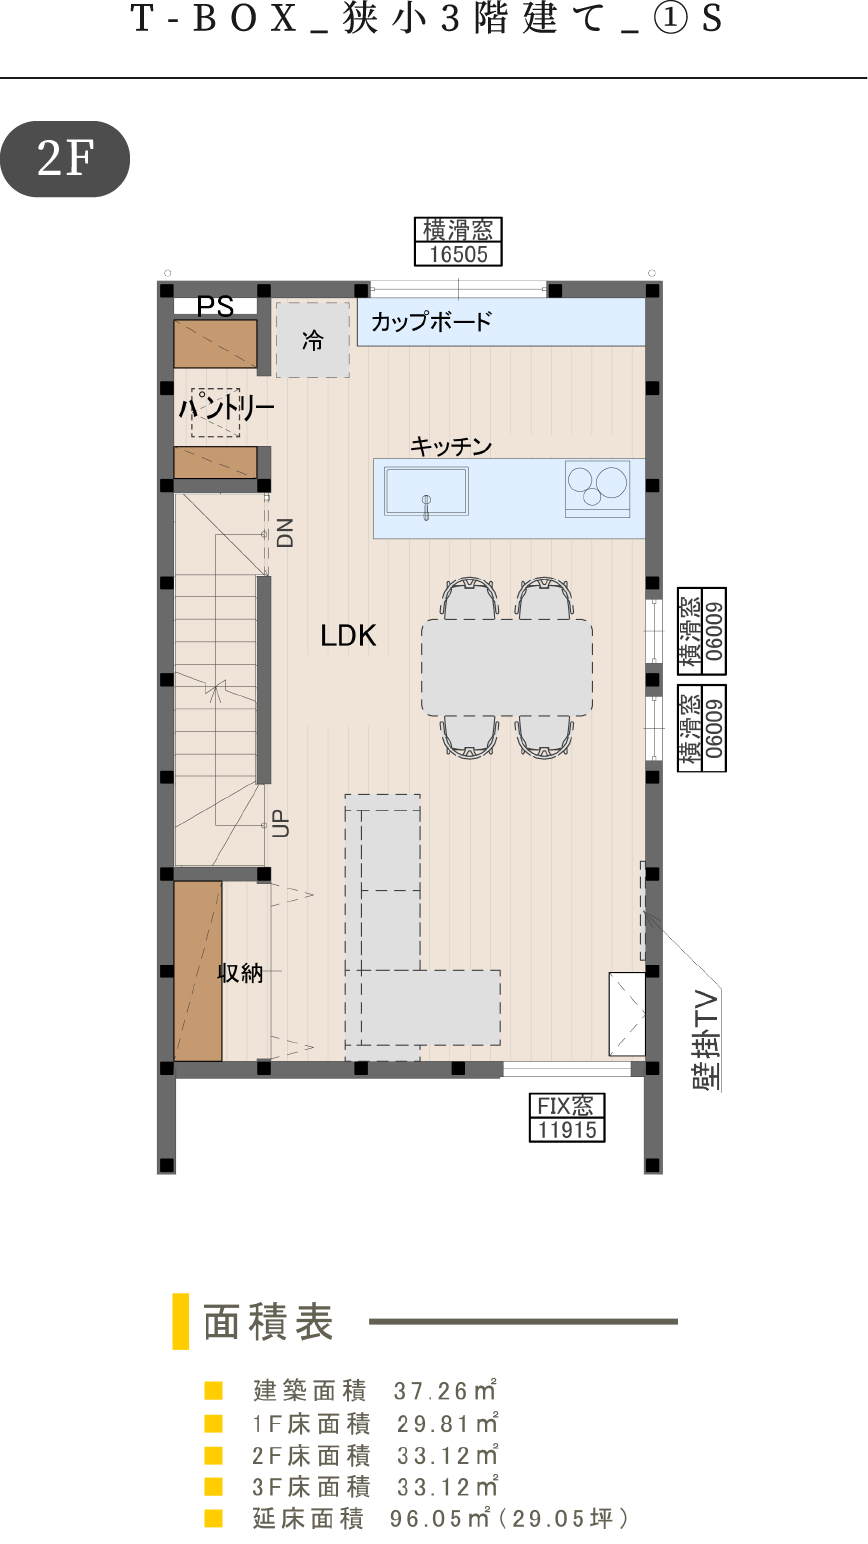 T-BOX_狭小3階建て_①S
2F
横滑窓
16505
PS
カップボード
冷
パントリー
キッチン
DN
横滑窓
06009
LDK
横滑窓
06009
UP
収納
壁掛TV
FIX窓
11915
面積表
建築面積 37.26㎡
1F床面積 29.81㎡
2F床面積 33.12㎡
3F床面積 33.12㎡
延床面積 96.05㎡(29.05坪)